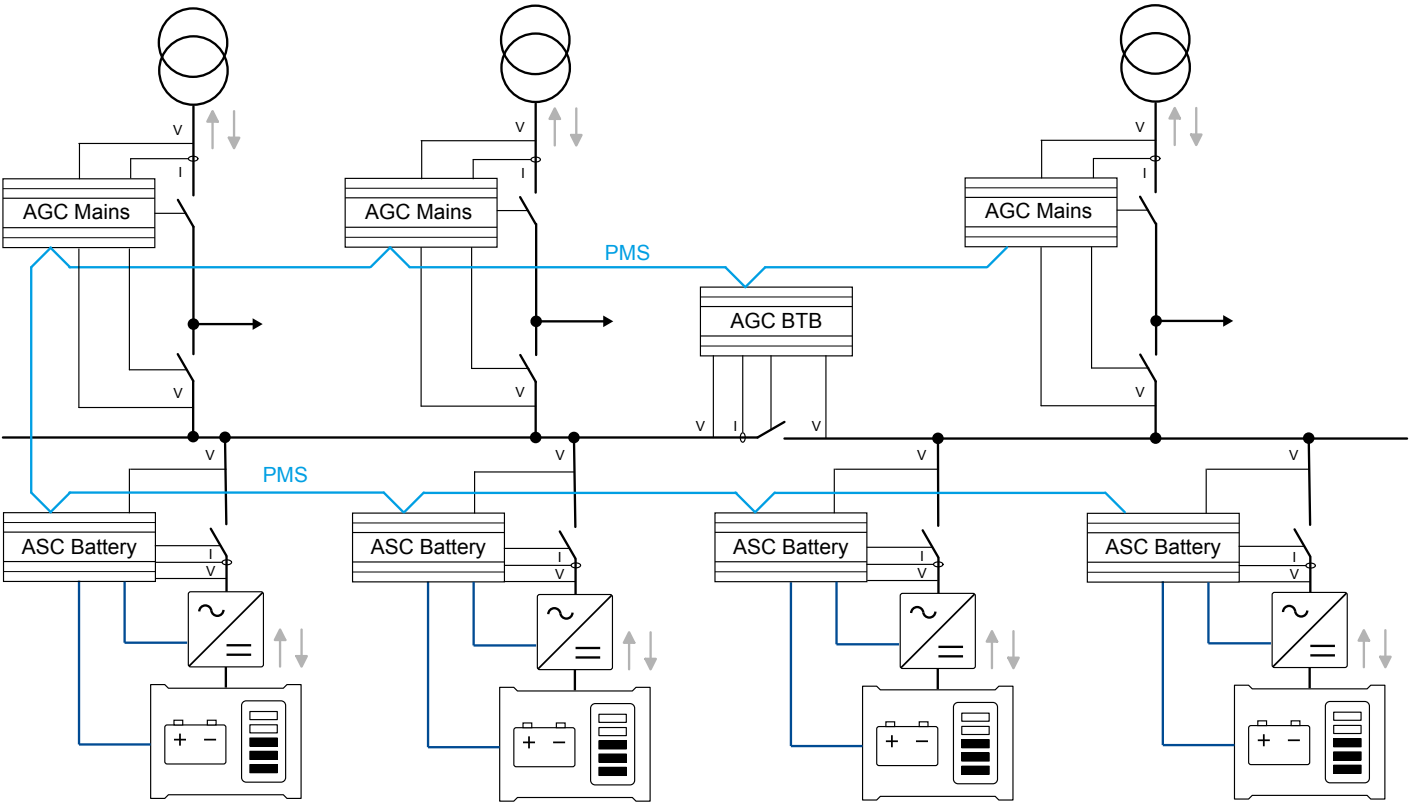 V
V
V
I
I
I
AGC Mains
AGC Mains
AGC Mains
PMS
AGC BTB
V
V
V
V
I
V
V
V
V
V
PMS
ASC Battery
ASC Battery
ASC Battery
ASC Battery
I
I
I
I
V
V
V
V
+ −
+ −
+ −
+ −